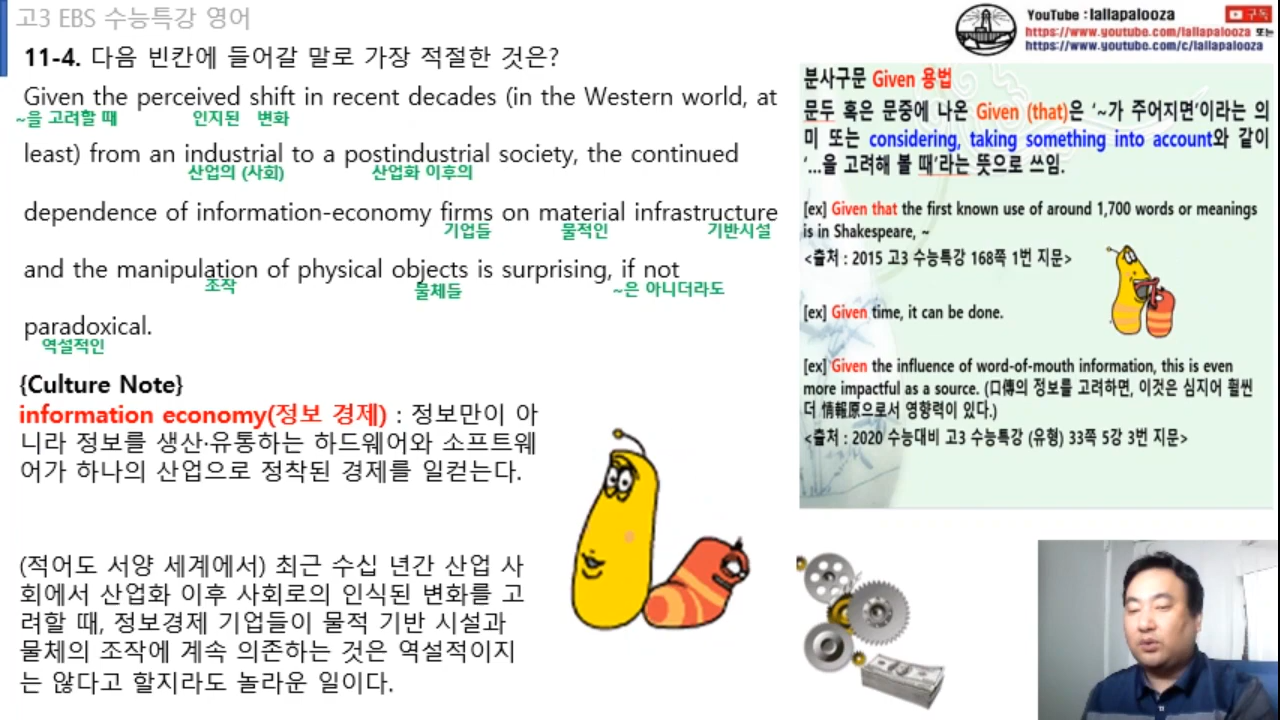 고3 EBS 수능특강 영어
11-4. 다음 빈칸에 들어갈 말로 가장 적절한 것은?
Given the perceived shift in recent decades (in the Western world, at
~을 고려할 때 인지된 변화
least) from an industrial to a postindustrial society, the continued
산업의 (사회) 산업화 이후의
dependence of information-economy firms on material infrastructure
기업들 물적인 기반시설
and the manipulation of physical objects is surprising, if not
조작 물체들 ~은 아니더라도
paradoxical.
역설적인
{Culture Note}
information economy(정보 경제) : 정보만이 아
니라 정보를 생산·유통하는 하드웨어와 소프트웨
어가 하나의 산업으로 정착된 경제를 일컫는다.
(적어도 서양 세계에서) 최근 수십 년간 산업 사
회에서 산업화 이후 사회로의 인식된 변화를 고
려할 때, 정보경제 기업들이 물적 기반 시설과
물체의 조작에 계속 의존하는 것은 역설적이지
는 않다고 할지라도 놀라운 일이다.
YouTube : lallapalooza
구독
https://www.youtube.com/lallapalooza 또는
https://www.youtube.com/c/lallapalooza
분사구문 Given 용법
문두 혹은 문중에 나온 Given (that)은 '~가 주어지면'이라는 의
미 또는 considering, taking something into account와 같이
'...을 고려해 볼 때'라는 뜻으로 쓰임.
[ex] Given that the first known use of around 1,700 words or meanings
is in Shakespeare, ~
<출처 : 2015 고3 수능특강 168쪽 1번 지문>
[ex] Given time, it can be done.
[ex] Given the influence of word-of-mouth information, this is even
more impactful as a source. (口傳의 정보를 고려하면, 이것은 심지어 훨씬
더 情報原으로서 영향력이 있다.)
<출처 : 2020 수능대비 고3 수능특강 (유형) 33쪽 5강 3번 지문>